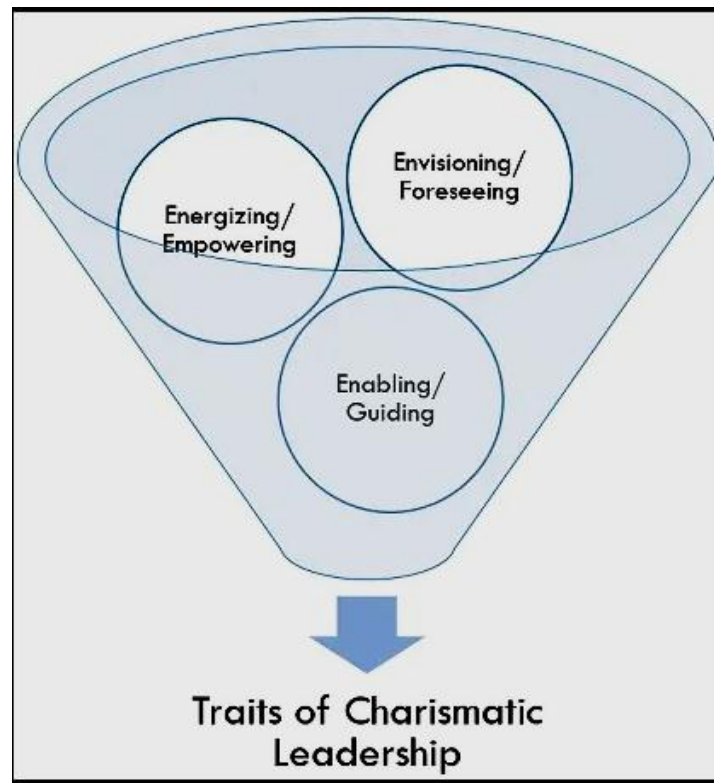 Envisioning/
Foreseeing
Energizing/
Empowering
Enabling/
Guiding
Traits of Charismatic
Leadership